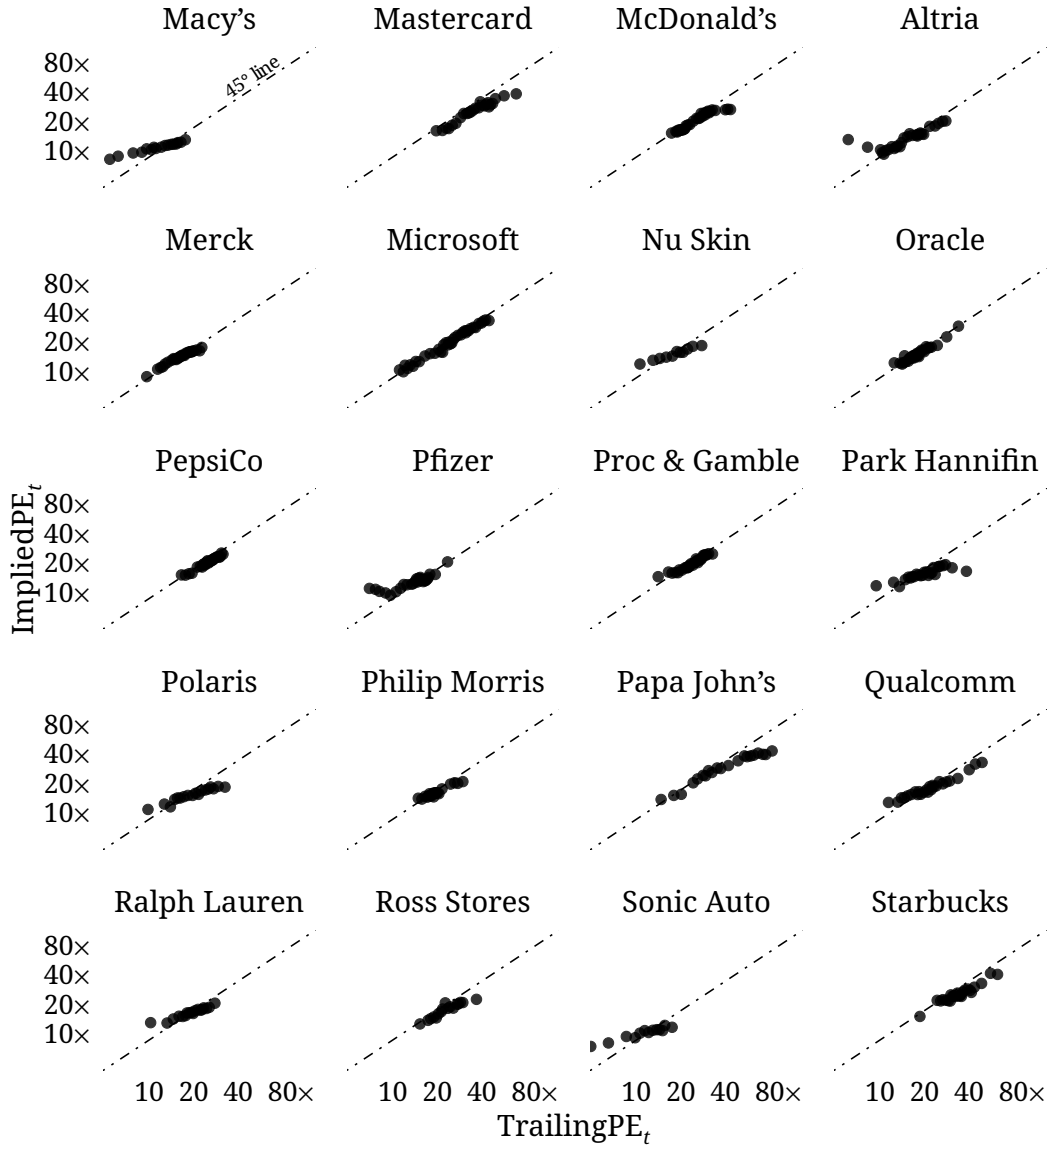 Macy’s Mastercard McDonald’s Altria
80×
40×
20×
10×
45° line
Merck Microsoft Nu Skin Oracle
80×
40×
20×
10×
PepsiCo Pfizer Proc & Gamble Park Hannifin
80×
40×
20×
10×
ImpliedPEt
Polaris Philip Morris Papa John’s Qualcomm
80×
40×
20×
10×
Ralph Lauren Ross Stores Sonic Auto Starbucks
80×
40×
20×
10×
10 20 40 80× 10 20 40 80× 10 20 40 80× 10 20 40 80×
TrailingPEt